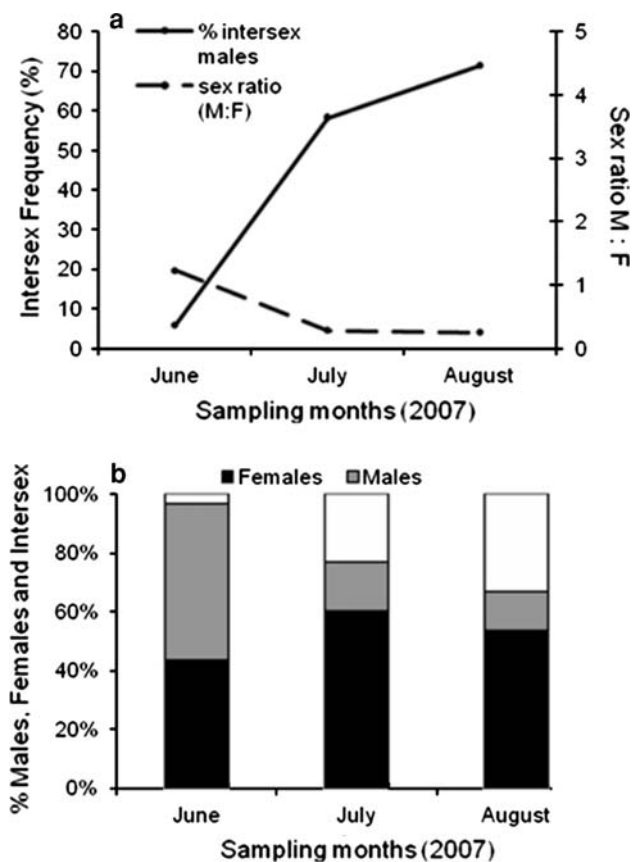 a
80
70
60
50
40
30
20
10
0
Intersex Frequency (%)
% intersex
males
sex ratio
(M:F)
5
4
3
2
1
0
Sex ratio M : F
June July August
Sampling months (2007)
b
Females Males
100%
80%
60%
40%
20%
0%
% Males, Females and Intersex
June July August
Sampling months (2007)